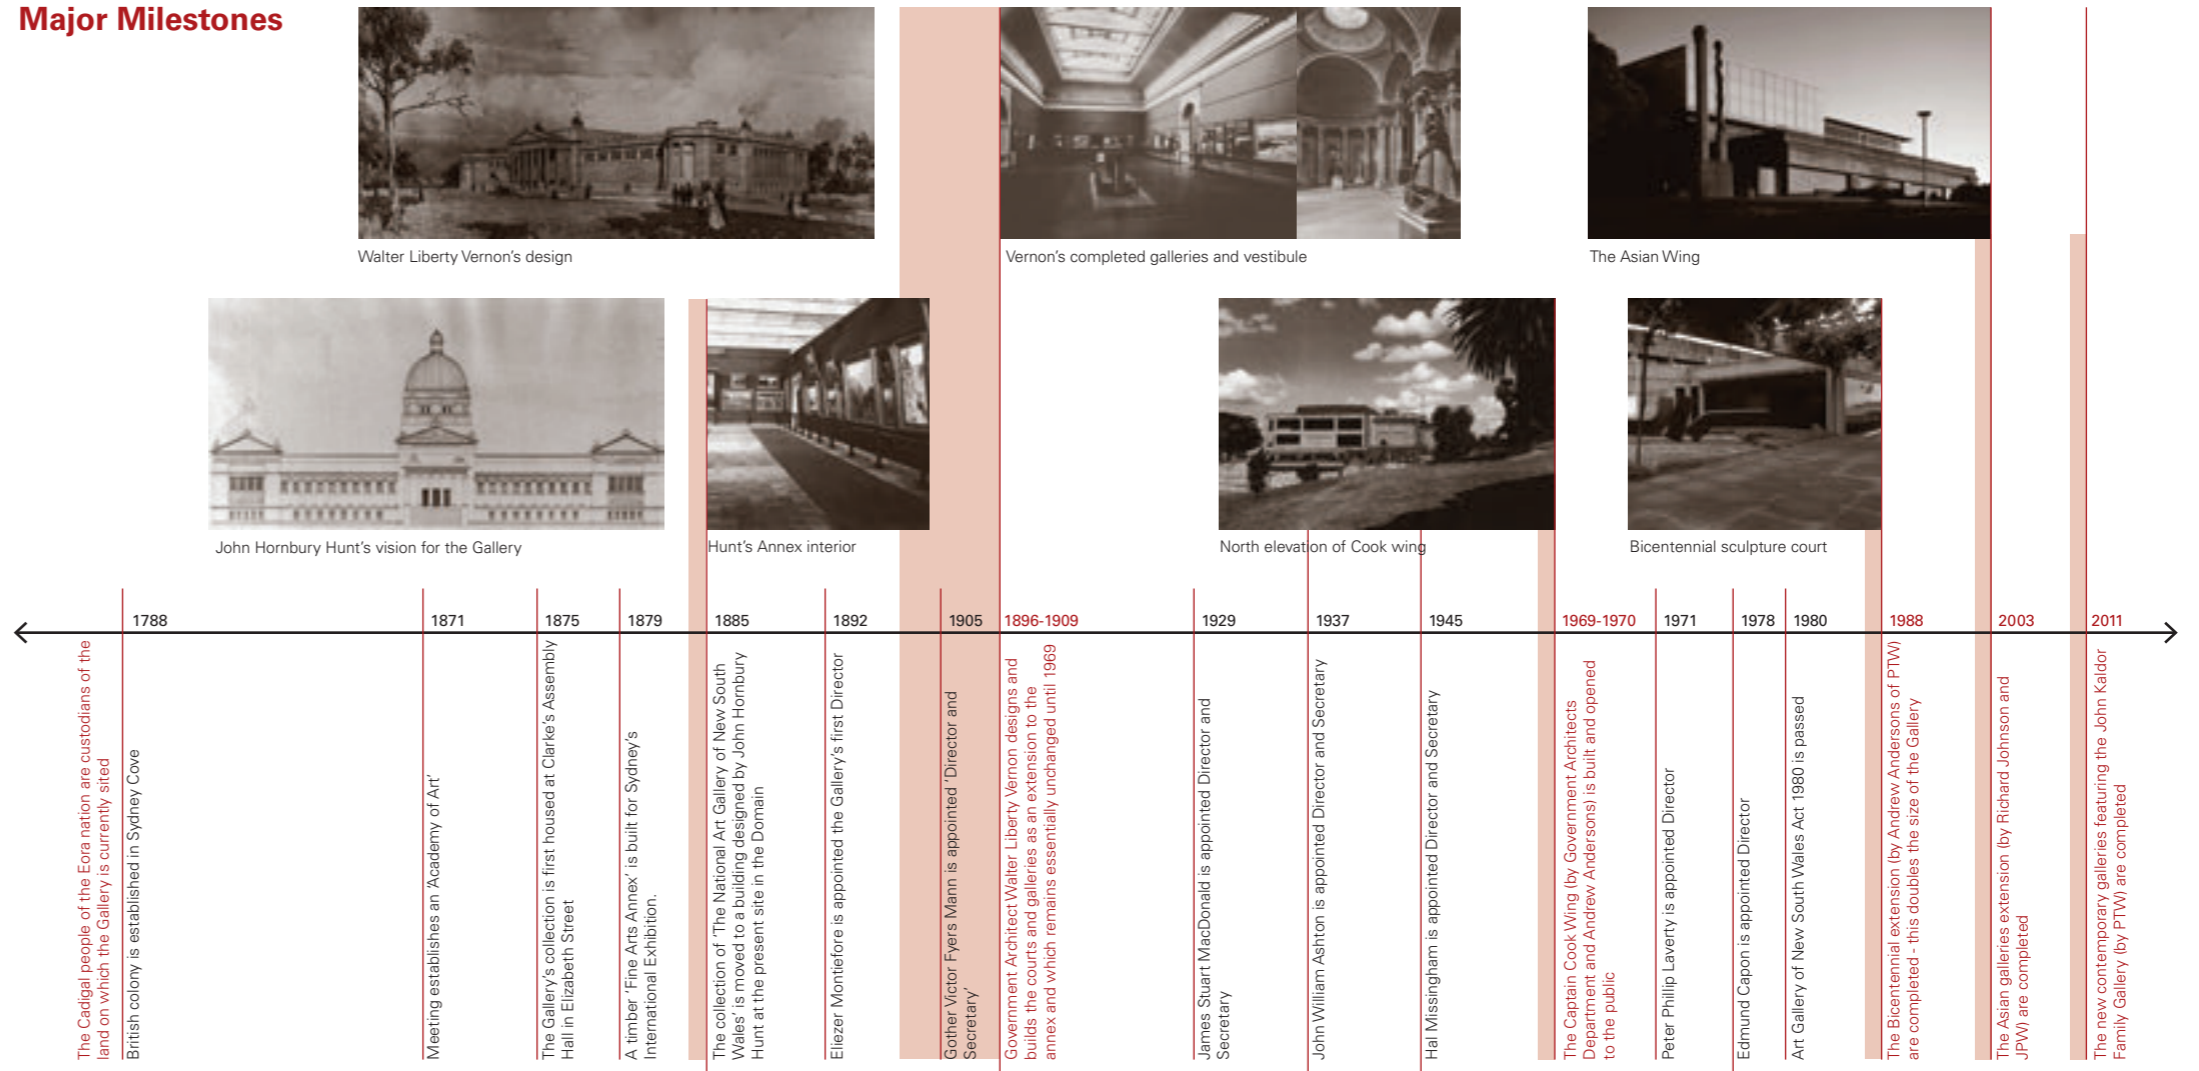 Major Milestones
Walter Liberty Vernon's design
Vernon's completed galleries and vestibule
The Asian Wing
John Hornbury Hunt's vision for the Gallery
Hunt's Annex interior
North elevation of Cook wing
Bicentennial sculpture court
The Cadigal people of the Eora nation are custodians of the
land on which the Gallery is currently sited
1788
British colony is established in Sydney Cove
1871
Meeting establishes an 'Academy of Art'
1875
The Gallery's collection is first housed at Clarke's Assembly
Hall in Elizabeth Street
1879
A timber 'Fine Arts Annex' is built for Sydney's
International Exhibition.
1885
The collection of 'The National Art Gallery of New South
Wales' is moved to a building designed by John Hornbury
Hunt at the present site in the Domain
1892
Eliezer Montiefiore is appointed the Gallery's first Director
1905
Gother Victor Fyers Mann is appointed 'Director and
Secretary'
1896-1909
Government Architect Walter Liberty Vernon designs and
builds the courts and galleries as an extension to the
annex and which remains essentially unchanged until 1969
1929
James Stuart MacDonald is appointed Director and
Secretary
1937
John William Ashton is appointed Director and Secretary
1945
Hal Missingham is appointed Director and Secretary
1969-1970
The Captain Cook Wing (by Government Architects
Department and Andrew Andersons) is built and opened
to the public
1971
Peter Phillip Laverty is appointed Director
1978
Edmund Capon is appointed Director
1980
Art Gallery of New South Wales Act 1980 is passed
1988
The Bicentennial extension (by Andrew Andersons of PTW)
are completed - this doubles the size of the Gallery
2003
The Asian galleries extension (by Richard Johnson and
JPW) are completed
2011
The new contemporary galleries featuring the John Kaldor
Family Gallery (by PTW) are completed